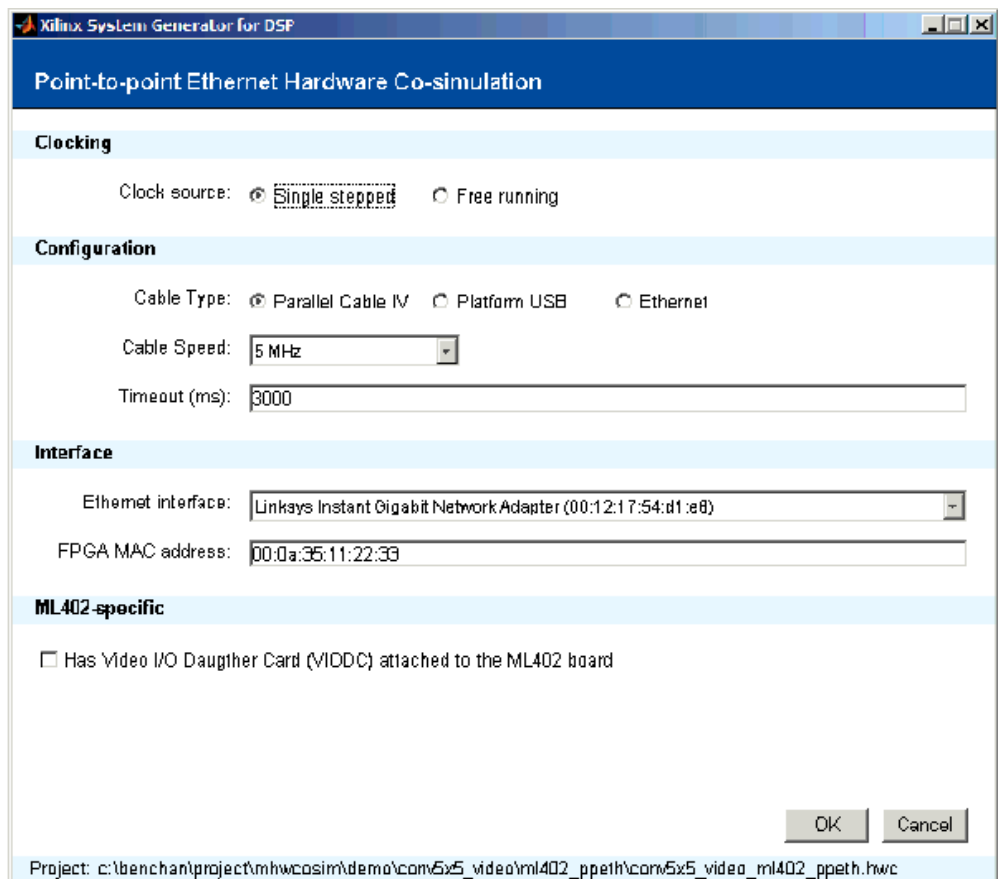 Xilinx System Generator for DSP
Point-to-point Ethernet Hardware Co-simulation
Clocking
Clock source: Single stepped Free running
Configuration
Cable Type: Parallel Cable IV Platform USB Ethernet
Cable Speed: 5 MHz
Timeout (ms): 3000
Interface
Ethernet interface: Linksys Instant Gigabit Network Adapter (00:12:17:54:d1:e8)
FPGA MAC address: 00:0a:35:11:22:33
ML402-specific
Has Video I/O Daugther Card (VIODC) attached to the ML402 board
OK Cancel
Project: c:\benchan\project\mhwcosim\demo\conv5x5_video\ml402_ppeth\conv5x5_video_ml402_ppeth.hwc